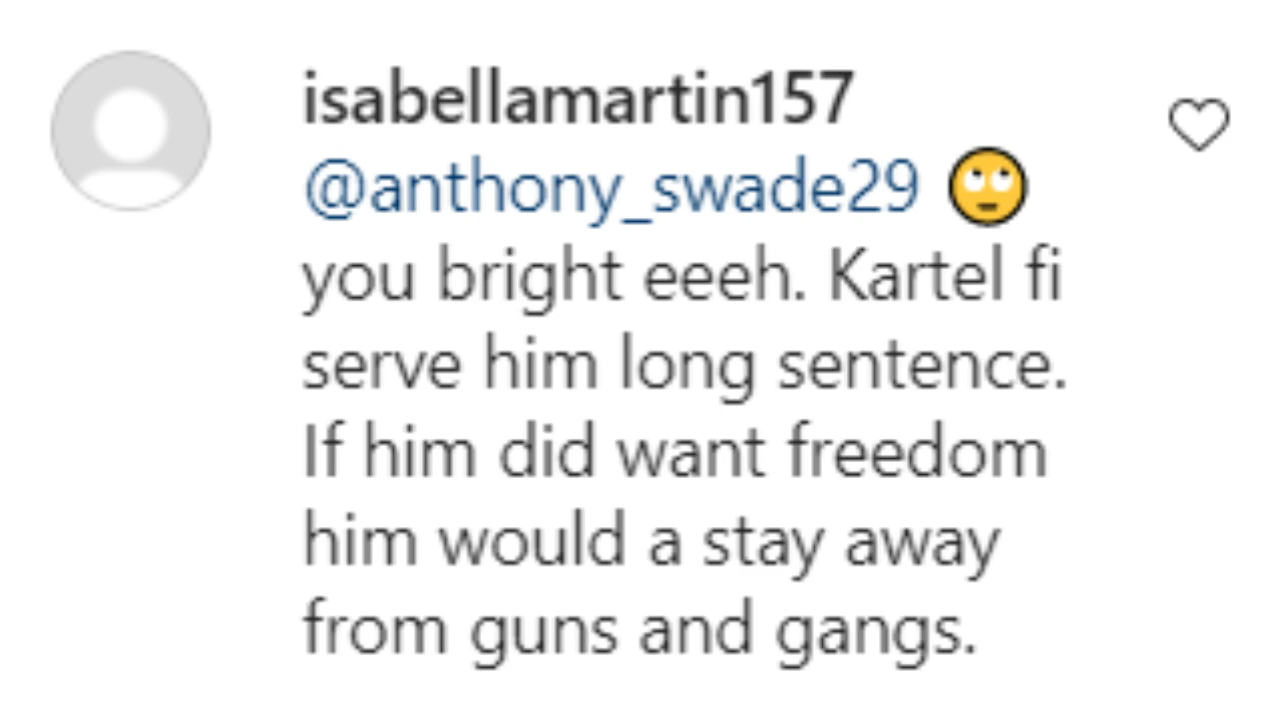 isabellamartin157
@anthony_swade29 🙄
you bright eeeh. Kartel fi
serve him long sentence.
If him did want freedom
him would a stay away
from guns and gangs.